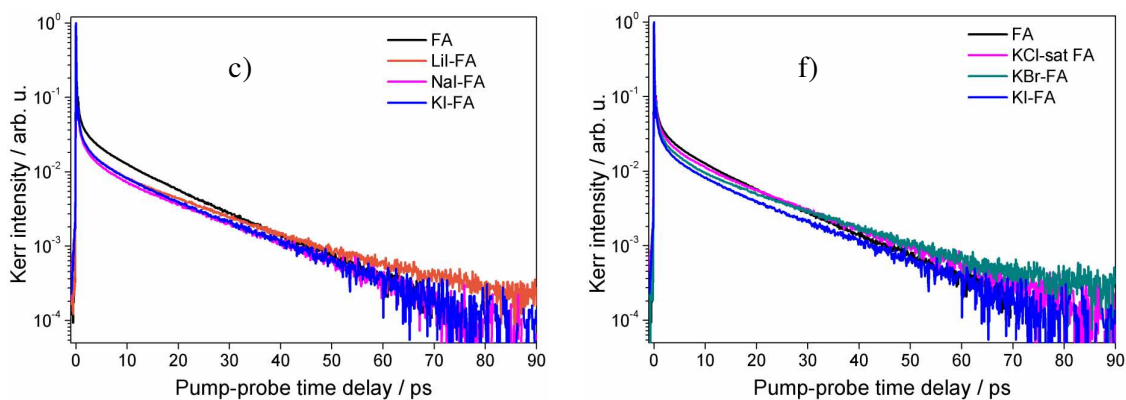 c)
FA
LiI-FA
NaI-FA
KI-FA
Kerr intensity / arb. u.
10⁰
10⁻¹
10⁻²
10⁻³
10⁻⁴
0 10 20 30 40 50 60 70 80 90
Pump-probe time delay / ps
f)
FA
KCl-sat FA
KBr-FA
KI-FA
Kerr intensity / arb. u.
10⁰
10⁻¹
10⁻²
10⁻³
10⁻⁴
0 10 20 30 40 50 60 70 80 90
Pump-probe time delay / ps